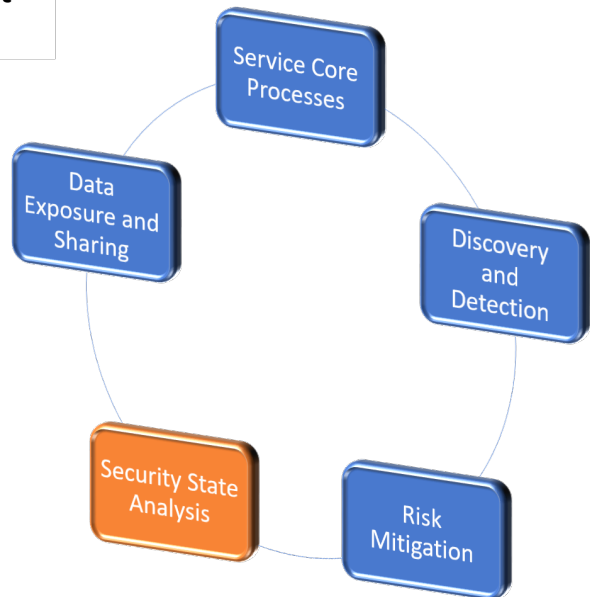 Service Core
Processes
Data
Exposure and
Sharing
Discovery
and
Detection
Security State
Analysis
Risk
Mitigation